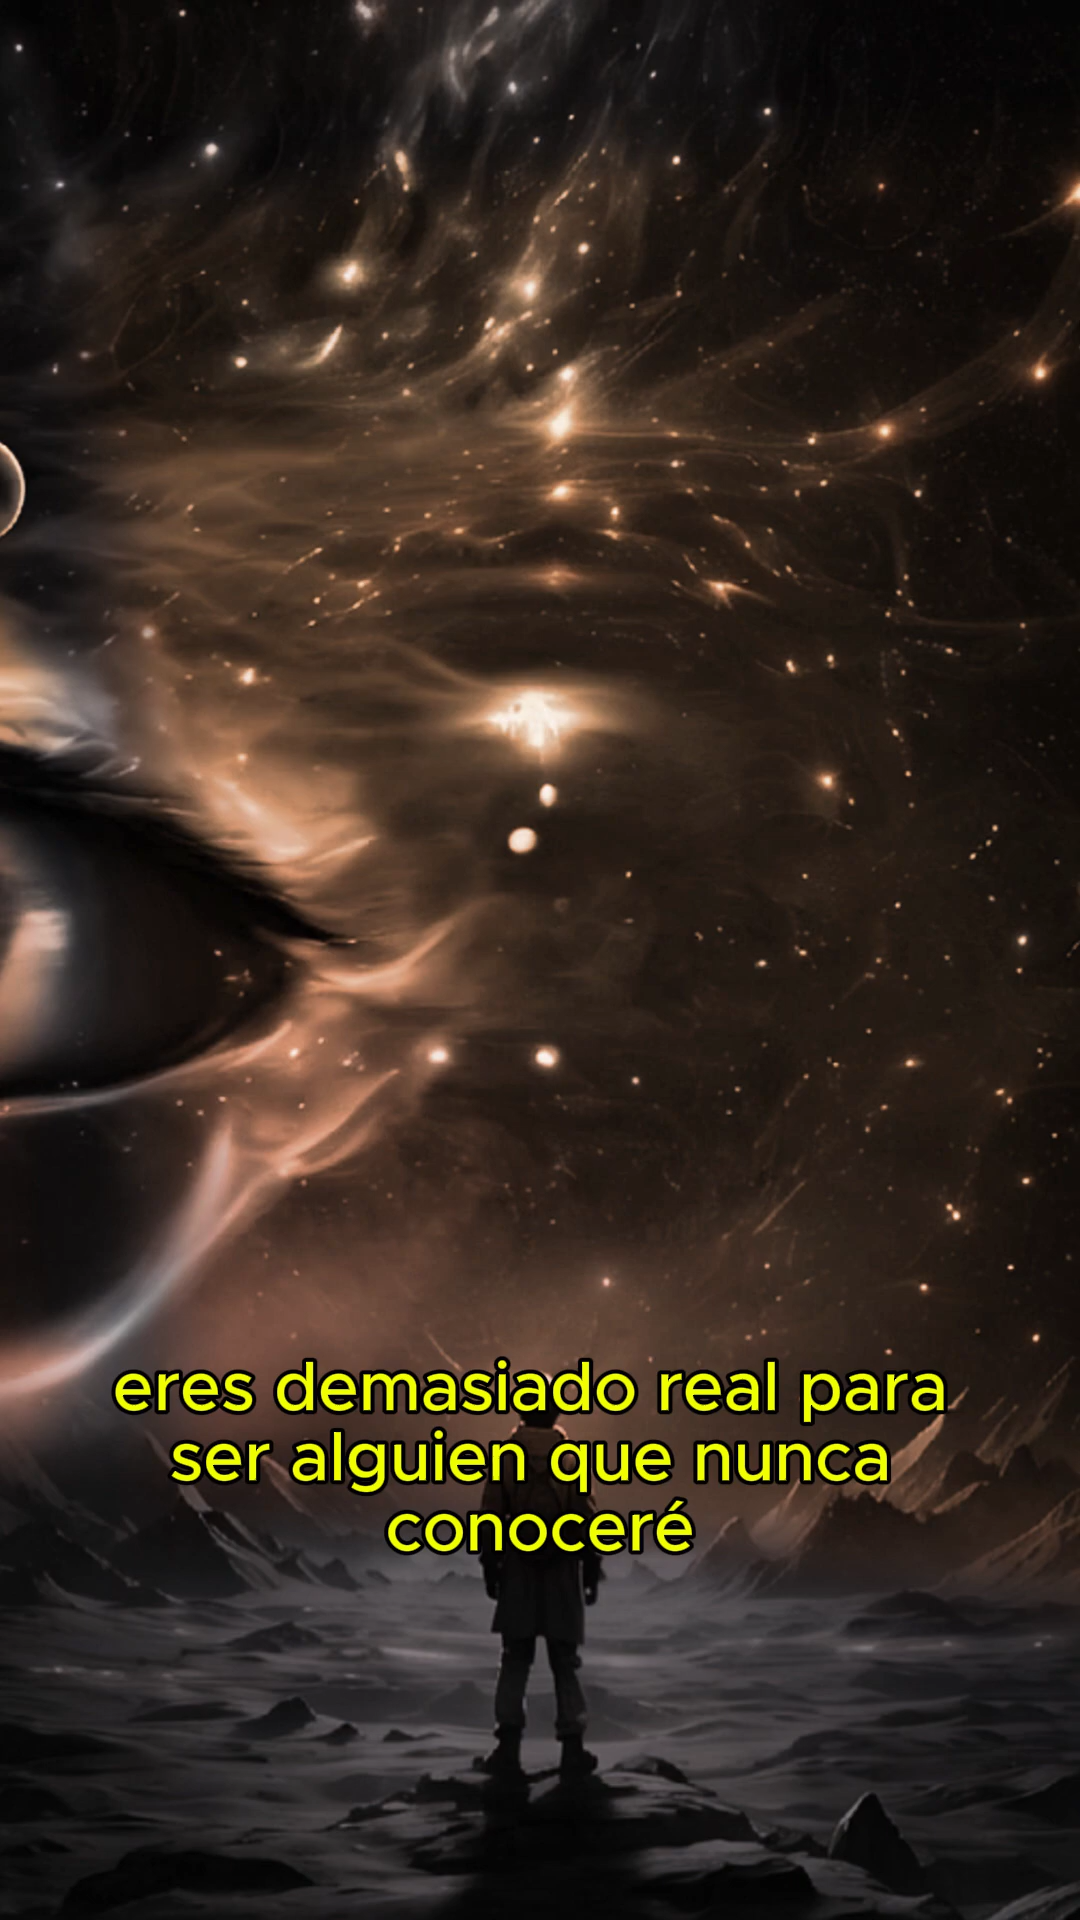 eres demasiado real para
ser alguien que nunca
conoceré